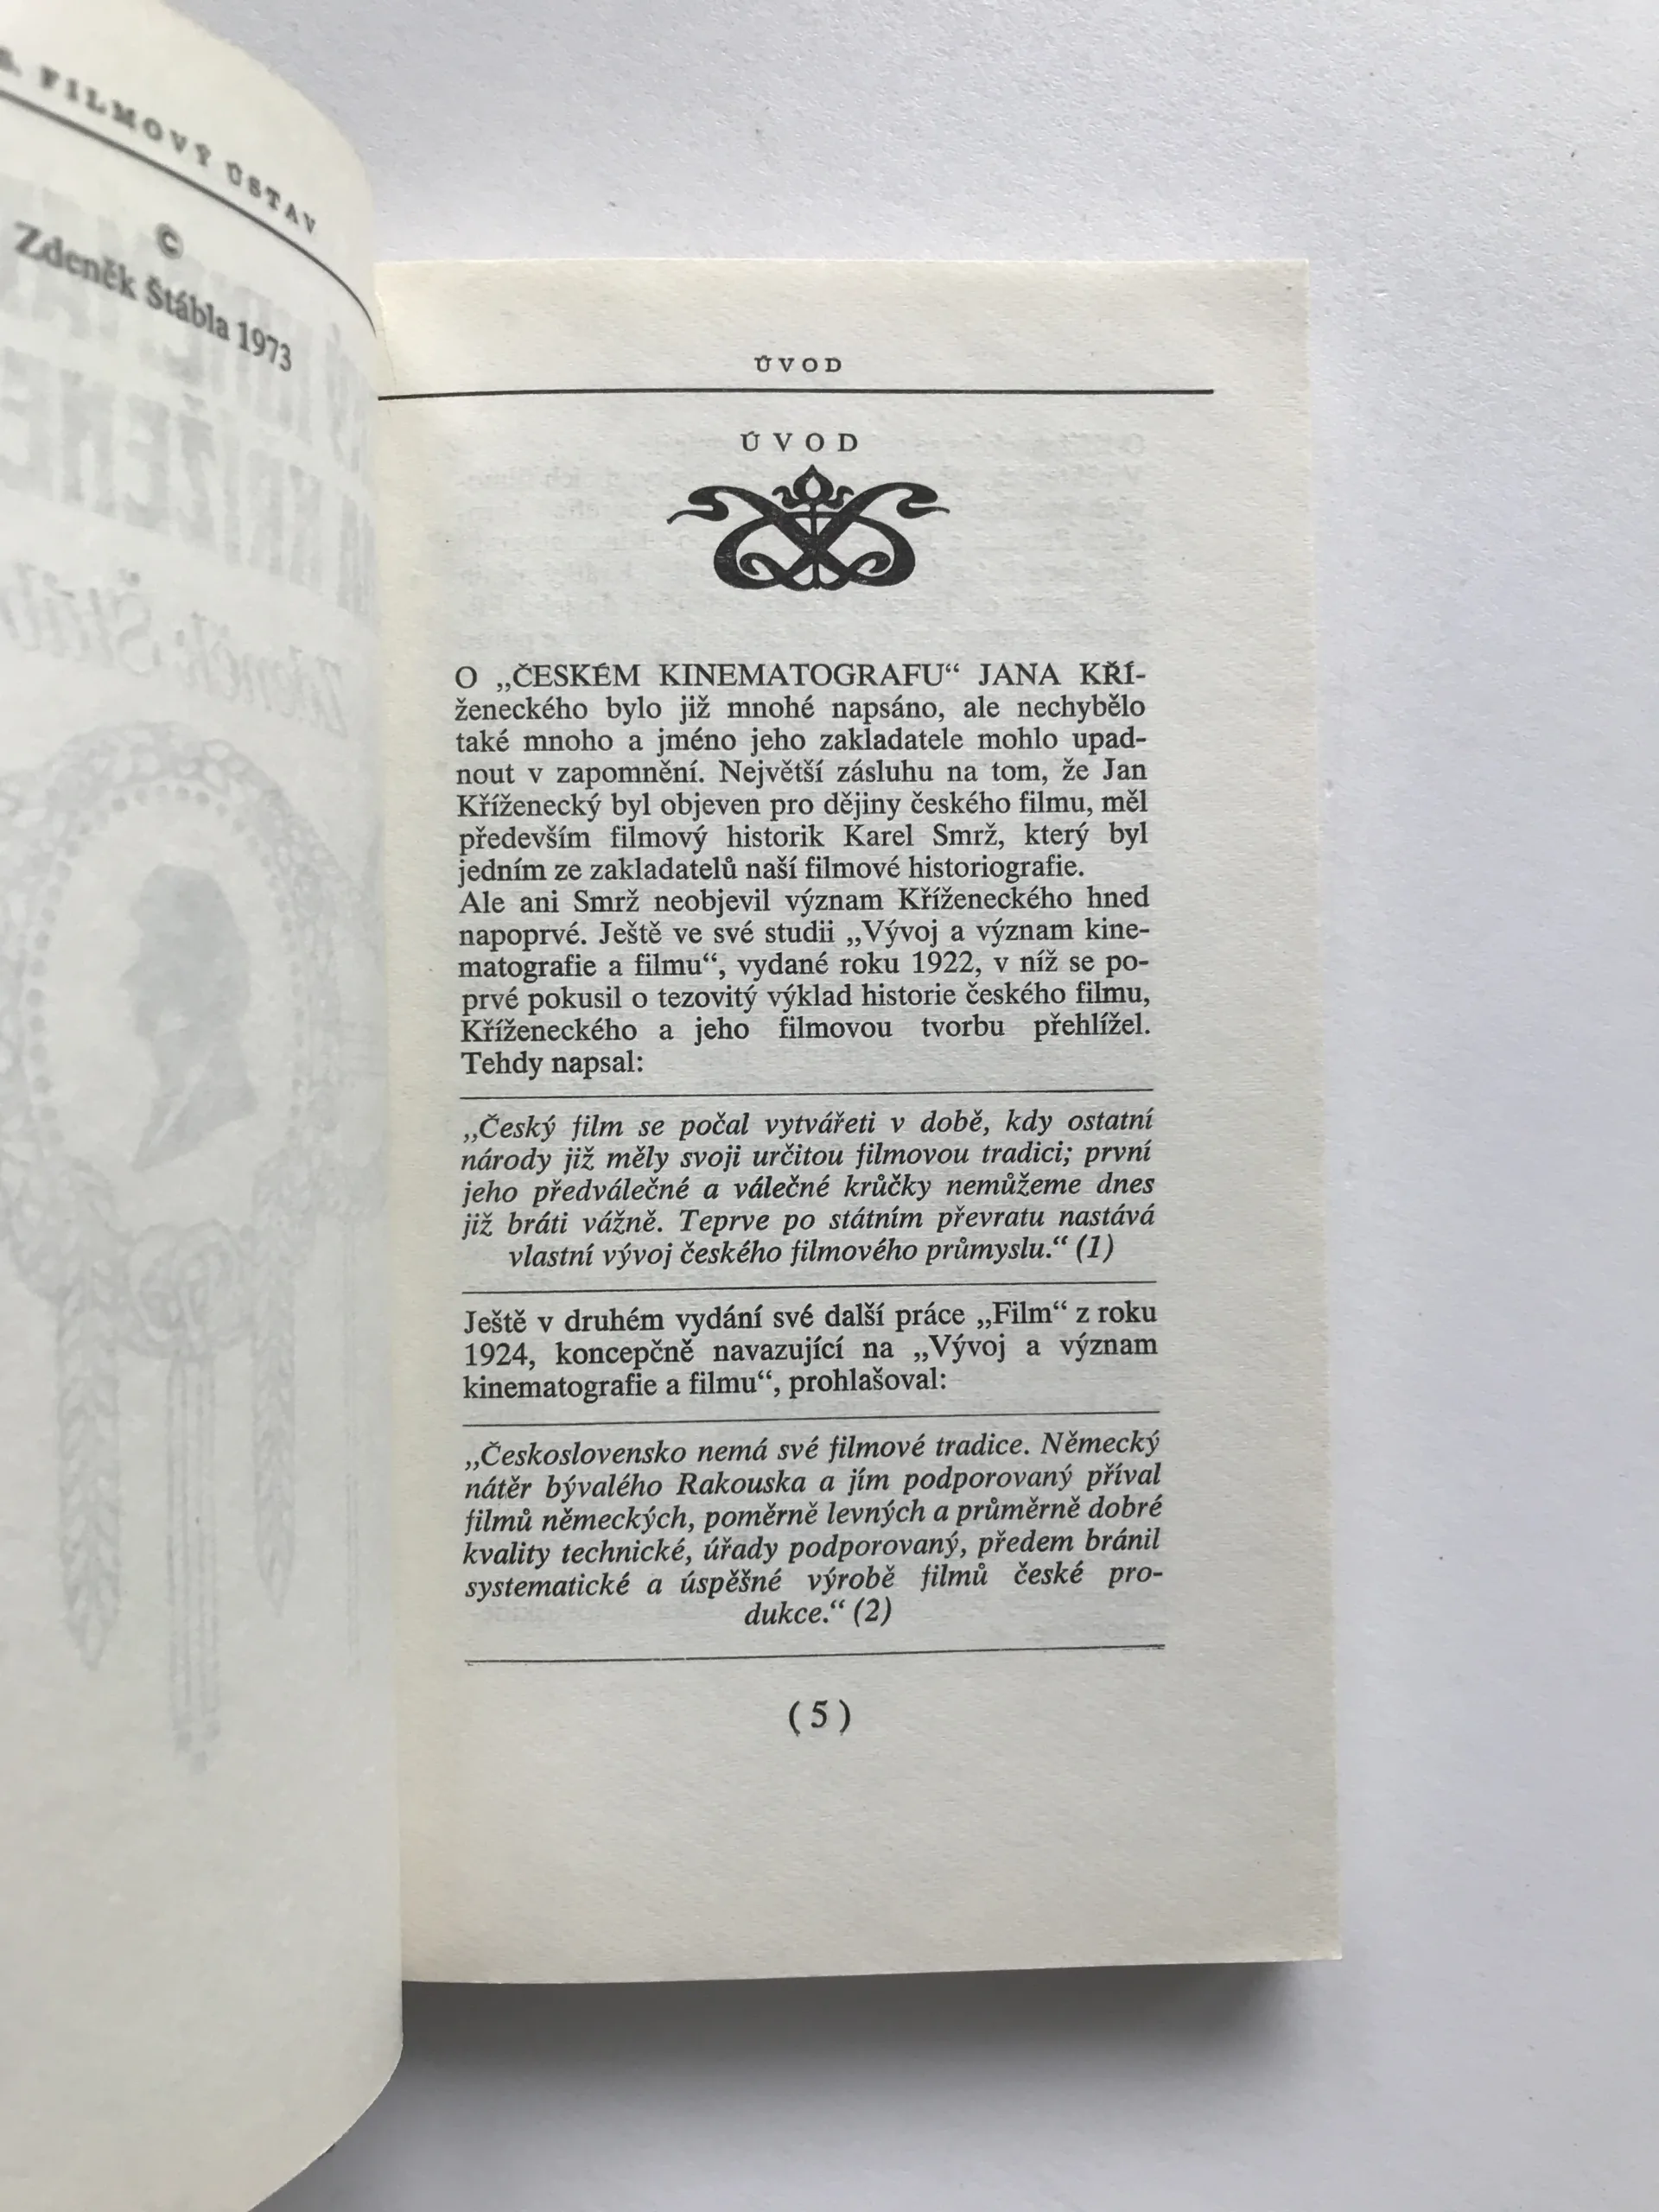 FILMOVÝ ÚSTAV
©
Zdeněk Štábla 1973
ÚVOD
ÚVOD
O „ČESKÉM KINEMATOGRAFU“ JANA KŘÍ-
ženeckého bylo již mnohé napsáno, ale nechybělo
také mnoho a jméno jeho zakladatele mohlo upad-
nout v zapomnění. Největší zásluhu na tom, že Jan
Kříženecký byl objeven pro dějiny českého filmu, měl
především filmový historik Karel Smrž, který byl
jedním ze zakladatelů naší filmové historiografie.
Ale ani Smrž neobjevil význam Kříženeckého hned
napoprvé. Ještě ve své studii „Vývoj a význam kine-
matografie a filmu“, vydané roku 1922, v níž se po-
prvé pokusil o tezovitý výklad historie českého filmu,
Kříženeckého a jeho filmovou tvorbu přehlížel.
Tehdy napsal:
„Český film se počal vytvářeti v době, kdy ostatní
národy již měly svoji určitou filmovou tradici; první
jeho předválečné a válečné krůčky nemůžeme dnes
již bráti vážně. Teprve po státním převratu nastává
vlastní vývoj českého filmového průmyslu.“ (1)
Ještě v druhém vydání své další práce „Film“ z roku
1924, koncepčně navazující na „Vývoj a význam
kinematografie a filmu“, prohlašoval:
„Československo nemá své filmové tradice. Německý
nátěr bývalého Rakouska a jím podporovaný příval
filmů německých, poměrně levných a průměrně dobré
kvality technické, úřady podporovaný, předem bránil
systematické a úspěšné výrobě filmů české pro-
dukce.“ (2)
(5)